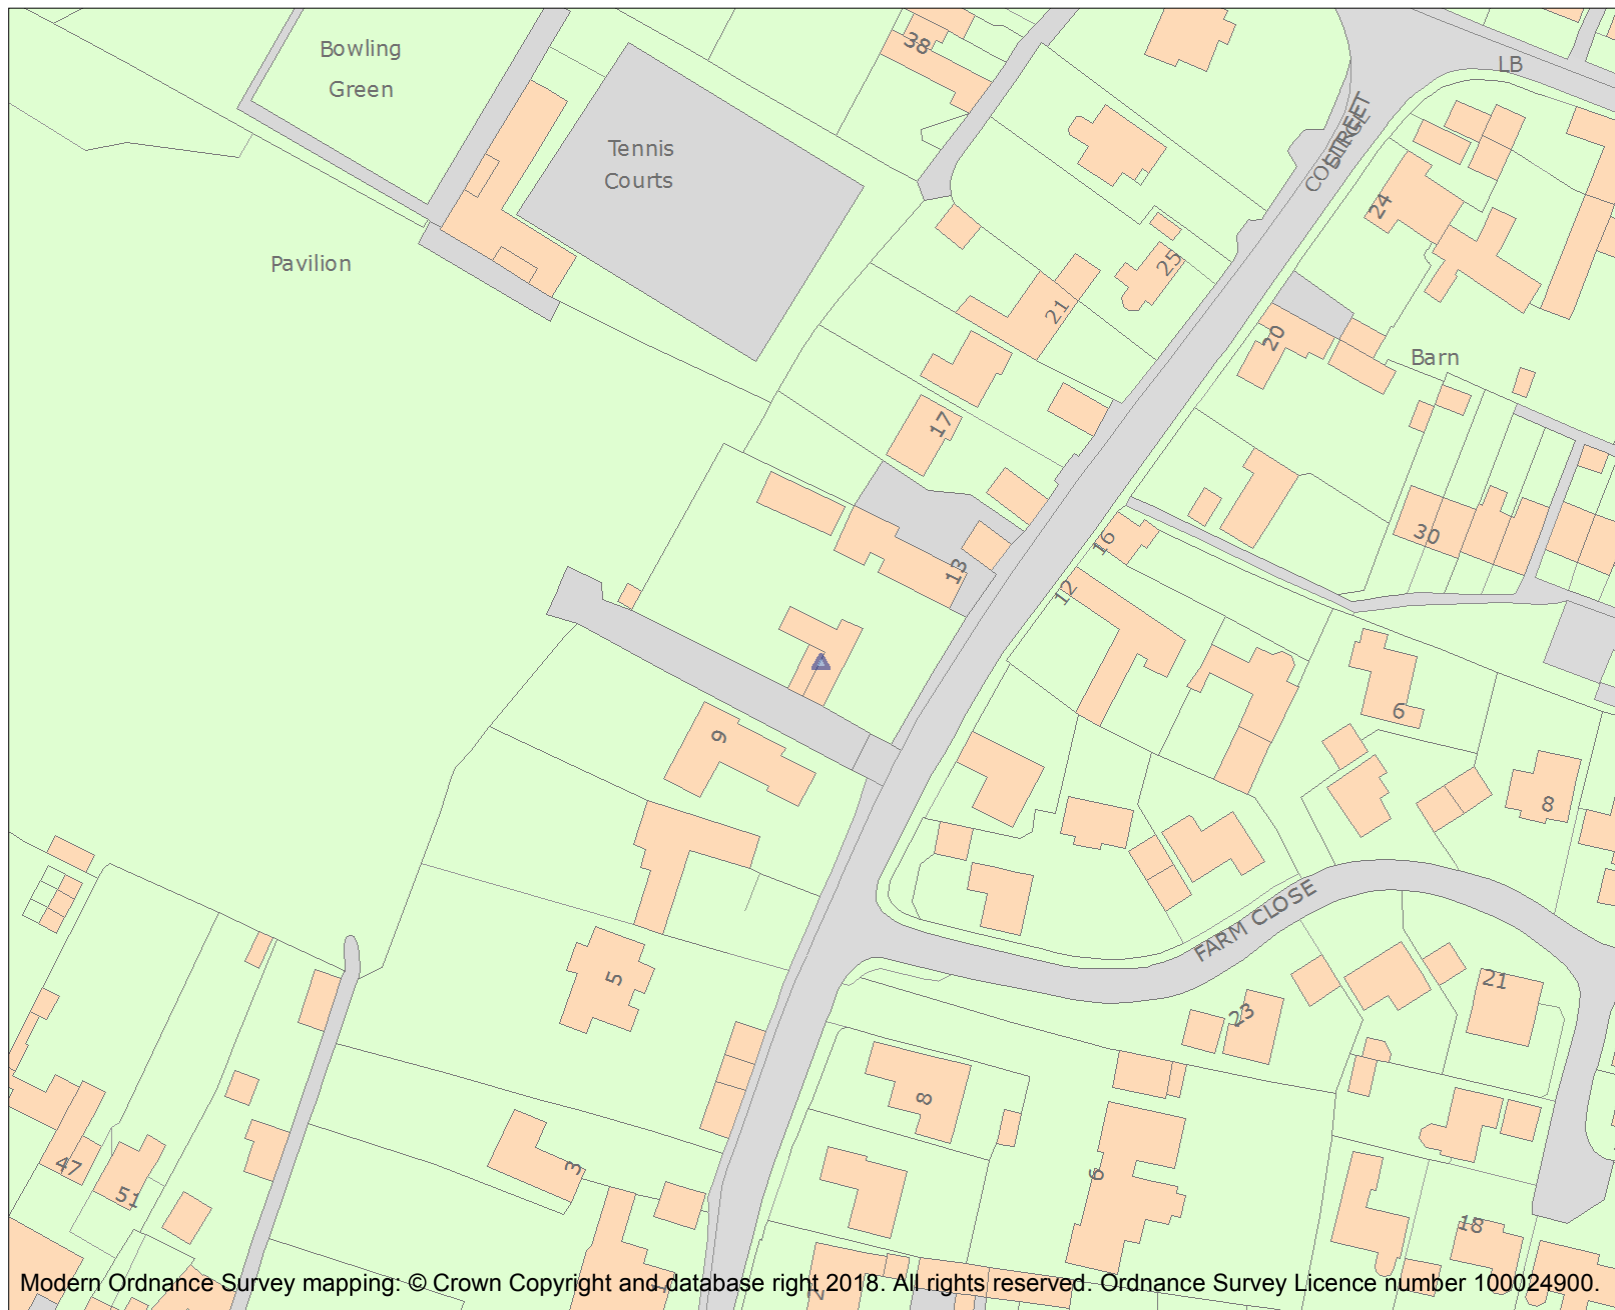 Bowling
Green
38
LB
Tennis
Courts
COLLEGE
STREET
24
Pavilion
25
21
20
Barn
17
30
13
16
12
6
9
8
FARM CLOSE
5
21
23
8
47
51
3
6
18
Modern Ordnance Survey mapping: © Crown Copyright and database right 2018. All rights reserved. Ordnance Survey Licence number 100024900.